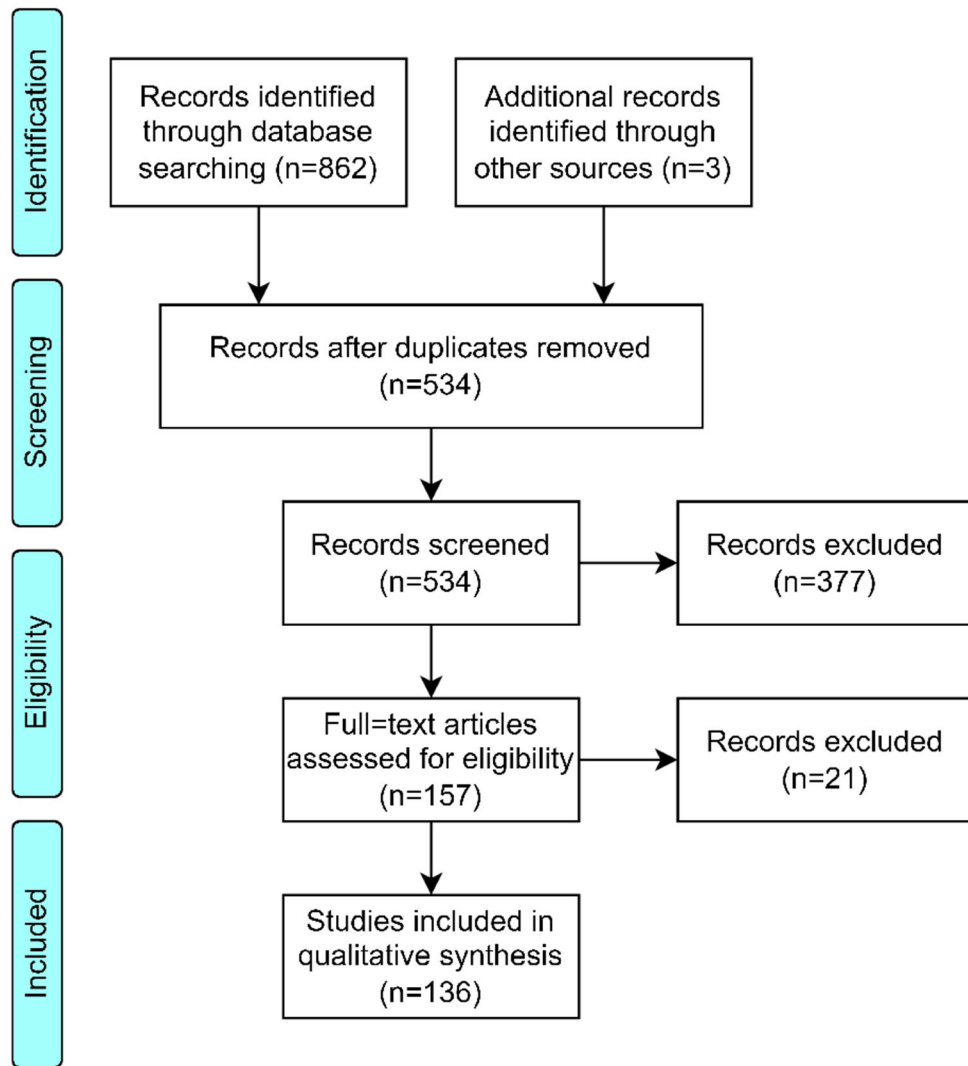 Identification
Records identified
through database
searching (n=862)
Additional records
identified through
other sources (n=3)
Screening
Records after duplicates removed
(n=534)
Records screened
(n=534)
Records excluded
(n=377)
Eligibility
Full=text articles
assessed for eligibility
(n=157)
Records excluded
(n=21)
Included
Studies included in
qualitative synthesis
(n=136)